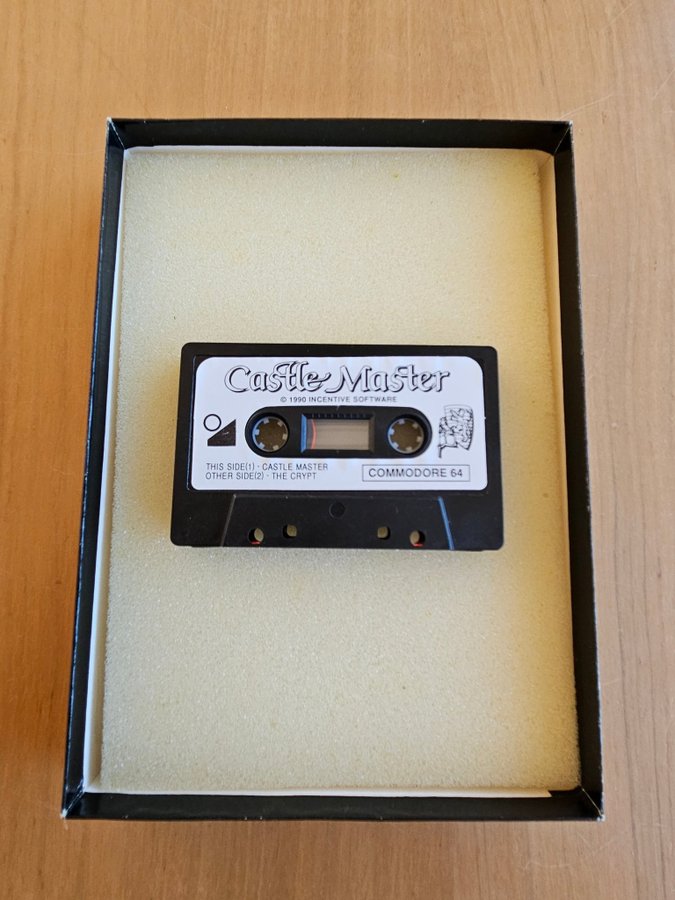 Castle Master
© 1990 INCENTIVE SOFTWARE
THIS SIDE(1) · CASTLE MASTER
OTHER SIDE(2) · THE CRYPT
COMMODORE 64